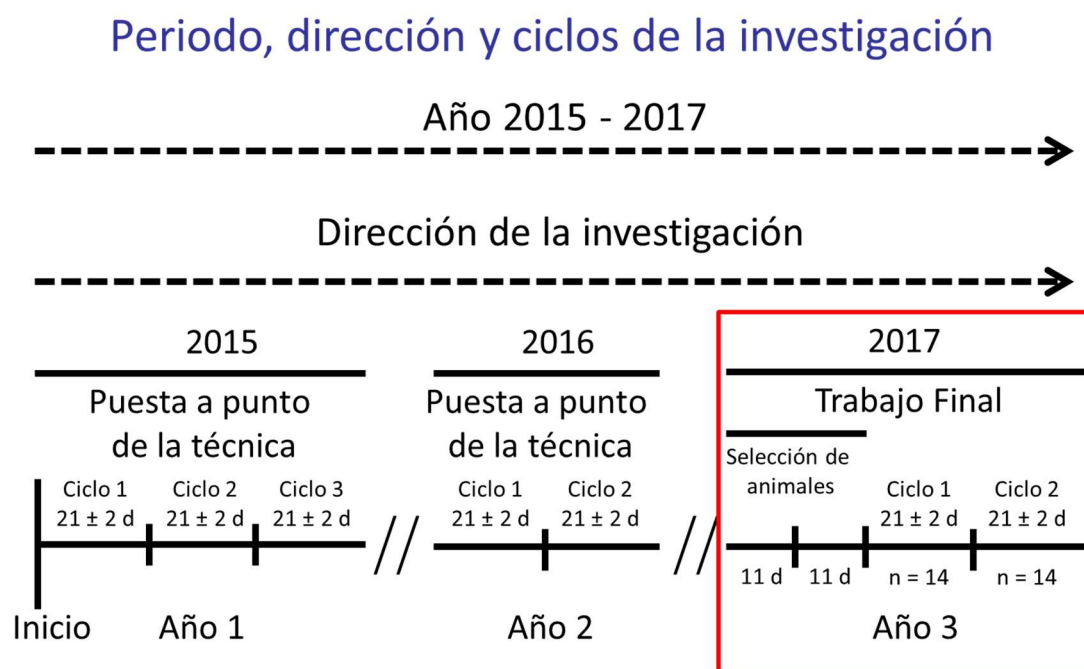 Periodo, dirección y ciclos de la investigación
Año 2015 - 2017
Dirección de la investigación
2015
Puesta a punto
de la técnica
Ciclo 1
21 ± 2 d
Ciclo 2
21 ± 2 d
Ciclo 3
21 ± 2 d
Inicio
Año 1
2016
Puesta a punto
de la técnica
Ciclo 1
21 ± 2 d
Ciclo 2
21 ± 2 d
Año 2
2017
Trabajo Final
Selección de
animales
11 d
11 d
Ciclo 1
21 ± 2 d
n = 14
Ciclo 2
21 ± 2 d
n = 14
Año 3